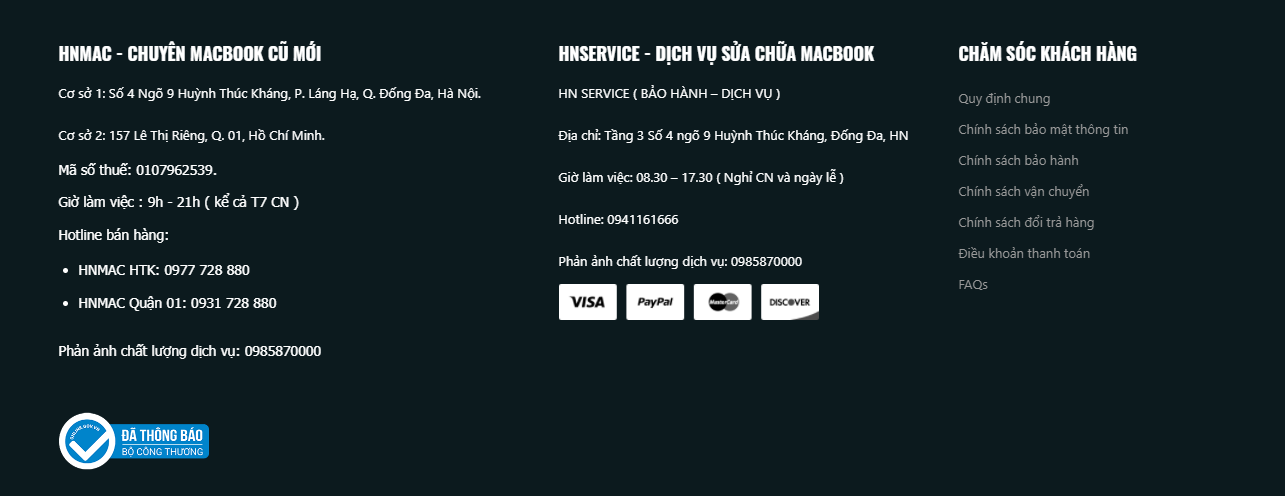 HNMAC - CHUYÊN MACBOOK CŨ MỚI
Cơ sở 1: Số 4 Ngõ 9 Huỳnh Thúc Kháng, P. Láng Hạ, Q. Đống Đa, Hà Nội.
Cơ sở 2: 157 Lê Thị Riêng, Q. 01, Hồ Chí Minh.
Mã số thuế: 0107962539.
Giờ làm việc : 9h - 21h ( kể cả T7 CN )
Hotline bán hàng:
• HNMAC HTK: 0977 728 880
• HNMAC Quận 01: 0931 728 880
Phản ảnh chất lượng dịch vụ: 0985870000
ONLINE.GOV.VN
ĐÃ THÔNG BÁO
BỘ CÔNG THƯƠNG
HNSERVICE - DỊCH VỤ SỬA CHỮA MACBOOK
HN SERVICE ( BẢO HÀNH – DỊCH VỤ )
Địa chỉ: Tầng 3 Số 4 ngõ 9 Huỳnh Thúc Kháng, Đống Đa, HN
Giờ làm việc: 08.30 – 17.30 ( Nghỉ CN và ngày lễ )
Hotline: 0941161666
Phản ảnh chất lượng dịch vụ: 0985870000
VISA PayPal MasterCard DISCOVER
CHĂM SÓC KHÁCH HÀNG
Quy định chung
Chính sách bảo mật thông tin
Chính sách bảo hành
Chính sách vận chuyển
Chính sách đổi trả hàng
Điều khoản thanh toán
FAQs